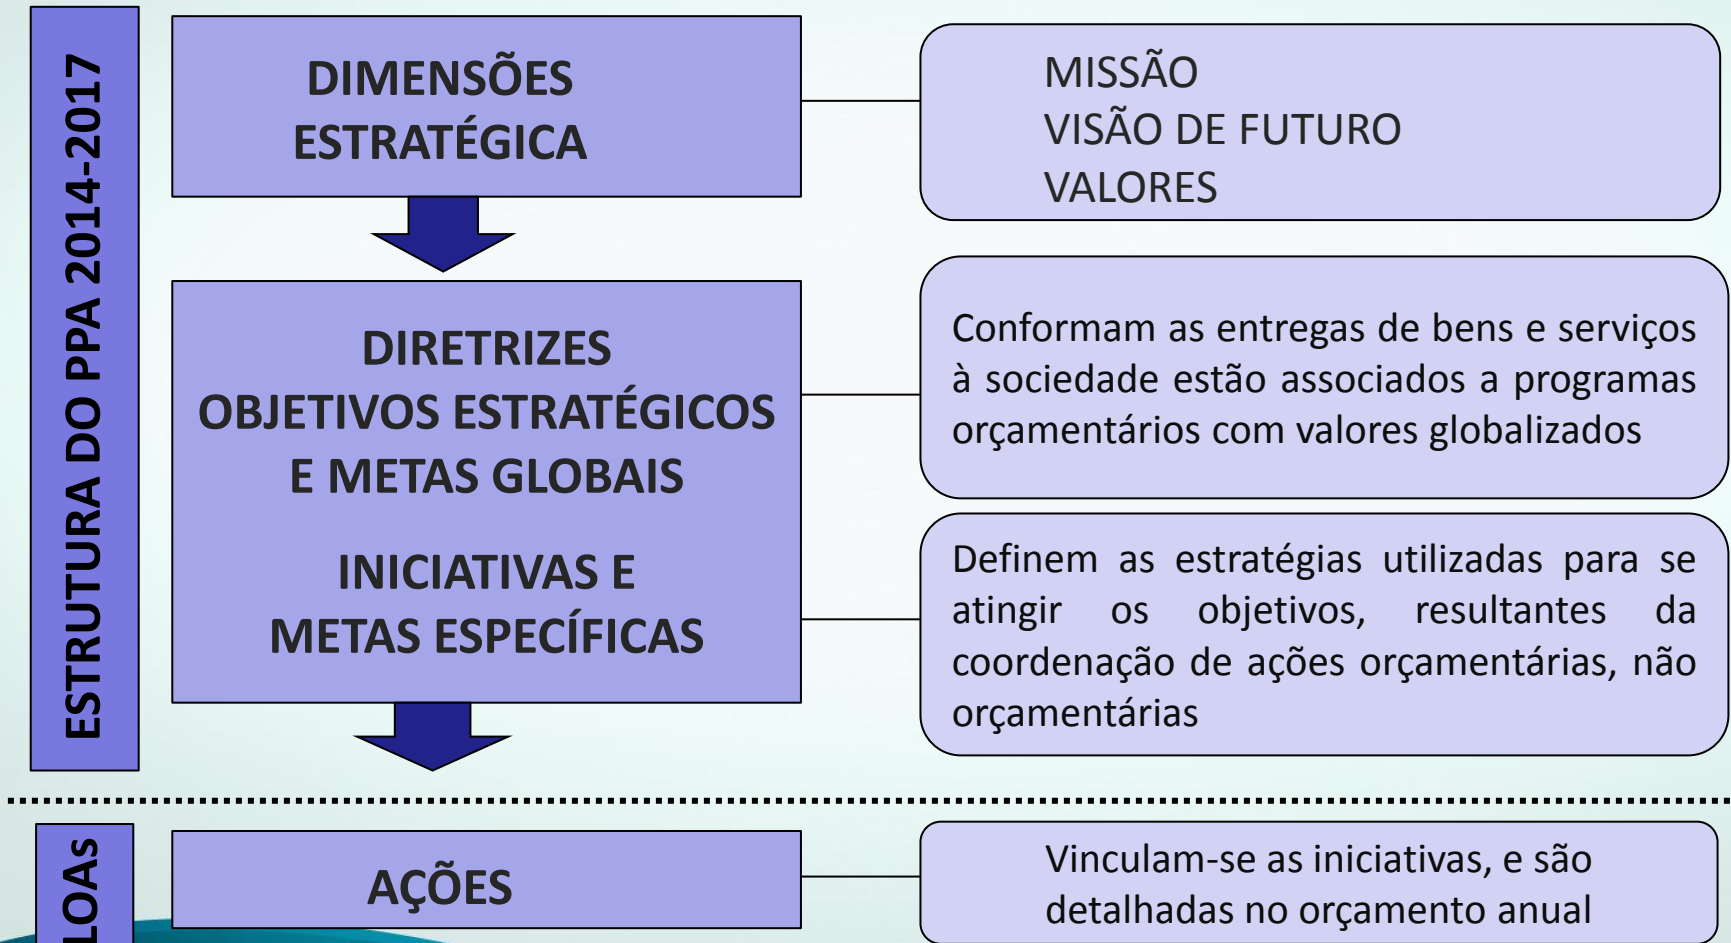 ESTRUTURA DO PPA 2014-2017
DIMENSÕES
ESTRATÉGICA
MISSÃO
VISÃO DE FUTURO
VALORES
DIRETRIZES
OBJETIVOS ESTRATÉGICOS
E METAS GLOBAIS
Conformam as entregas de bens e serviços
à sociedade estão associados a programas
orçamentários com valores globalizados
INICIATIVAS E
METAS ESPECÍFICAS
Definem as estratégias utilizadas para se
atingir os objetivos, resultantes da
coordenação de ações orçamentárias, não
orçamentárias
LOAs
AÇÕES
Vinculam-se as iniciativas, e são
detalhadas no orçamento anual